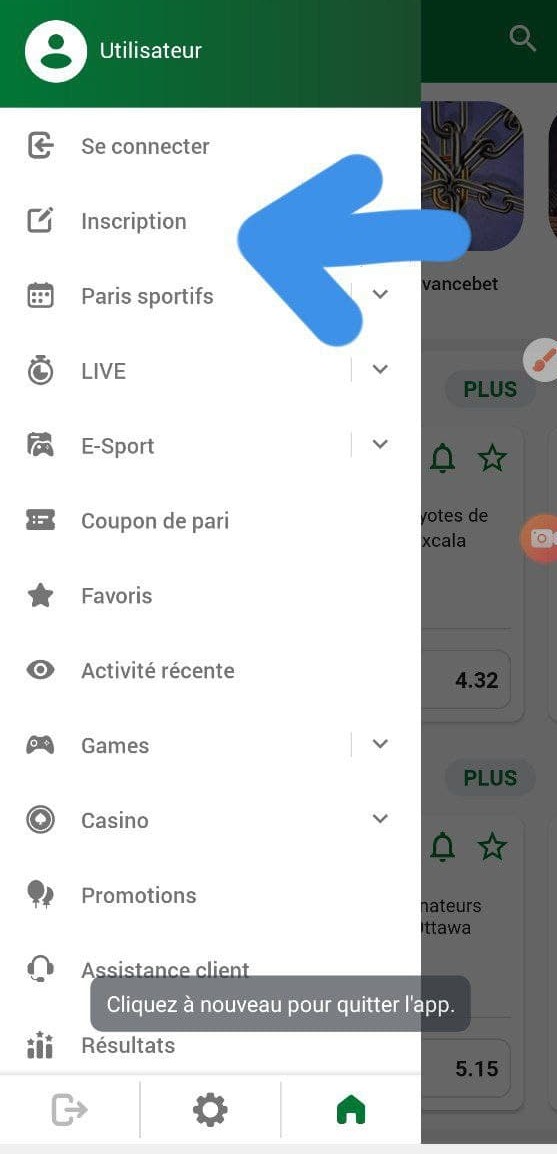 Utilisateur
Se connecter
Inscription
Paris sportifs
vancebet
LIVE
PLUS
E-Sport
yotes de
xcala
Coupon de pari
Favoris
Activité récente
4.32
Games
PLUS
Casino
Promotions
nateurs
Ottawa
Assistance client
Cliquez à nouveau pour quitter l'app.
Résultats
5.15